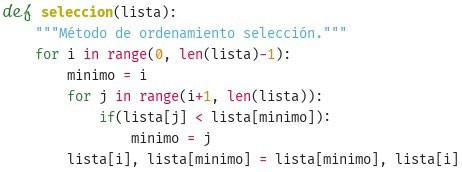 def seleccion(lista):
    """Método de ordenamiento selección."""
    for i in range(0, len(lista)-1):
        minimo = i
        for j in range(i+1, len(lista)):
            if(lista[j] < lista[minimo]):
                minimo = j
        lista[i], lista[minimo] = lista[minimo], lista[i]